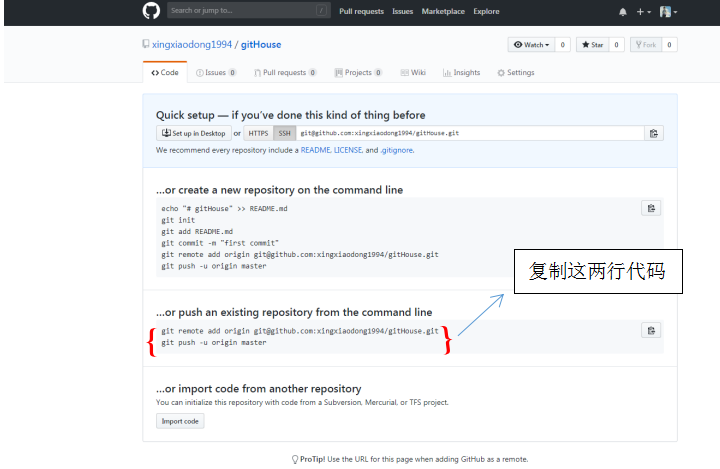 Search or jump to... /
Pull requests Issues Marketplace Explore
xingxiaodong1994 / gitHouse
Watch 0 Star 0 Fork 0
Code Issues 0 Pull requests 0 Projects 0 Wiki Insights Settings
Quick setup — if you've done this kind of thing before
Set up in Desktop or HTTPS SSH git@github.com:xingxiaodong1994/gitHouse.git
We recommend every repository include a README, LICENSE, and .gitignore.
...or create a new repository on the command line
echo "# gitHouse" >> README.md
git init
git add README.md
git commit -m "first commit"
git remote add origin git@github.com:xingxiaodong1994/gitHouse.git
git push -u origin master
复制这两行代码
...or push an existing repository from the command line
{ git remote add origin git@github.com:xingxiaodong1994/gitHouse.git }
git push -u origin master
...or import code from another repository
You can initialize this repository with code from a Subversion, Mercurial, or TFS project.
Import code
ProTip! Use the URL for this page when adding GitHub as a remote.